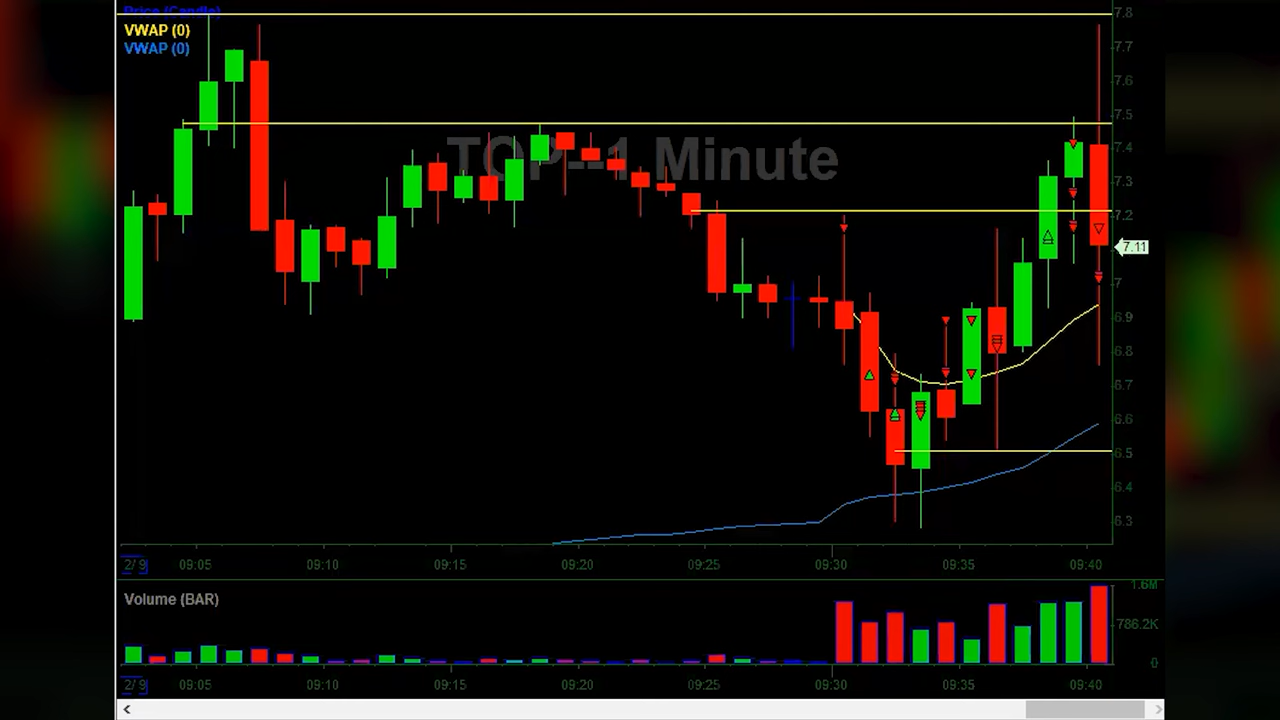 Price (Candle)
VWAP (0)
VWAP (0)
TOP--1 Minute
7.8
7.7
7.6
7.5
7.4
7.3
7.2
7.11
7
6.9
6.8
6.7
6.6
6.5
6.4
6.3
2/9 09:05 09:10 09:15 09:20 09:25 09:30 09:35 09:40
Volume (BAR)
1.6M
786.2K
0
2/9 09:05 09:10 09:15 09:20 09:25 09:30 09:35 09:40